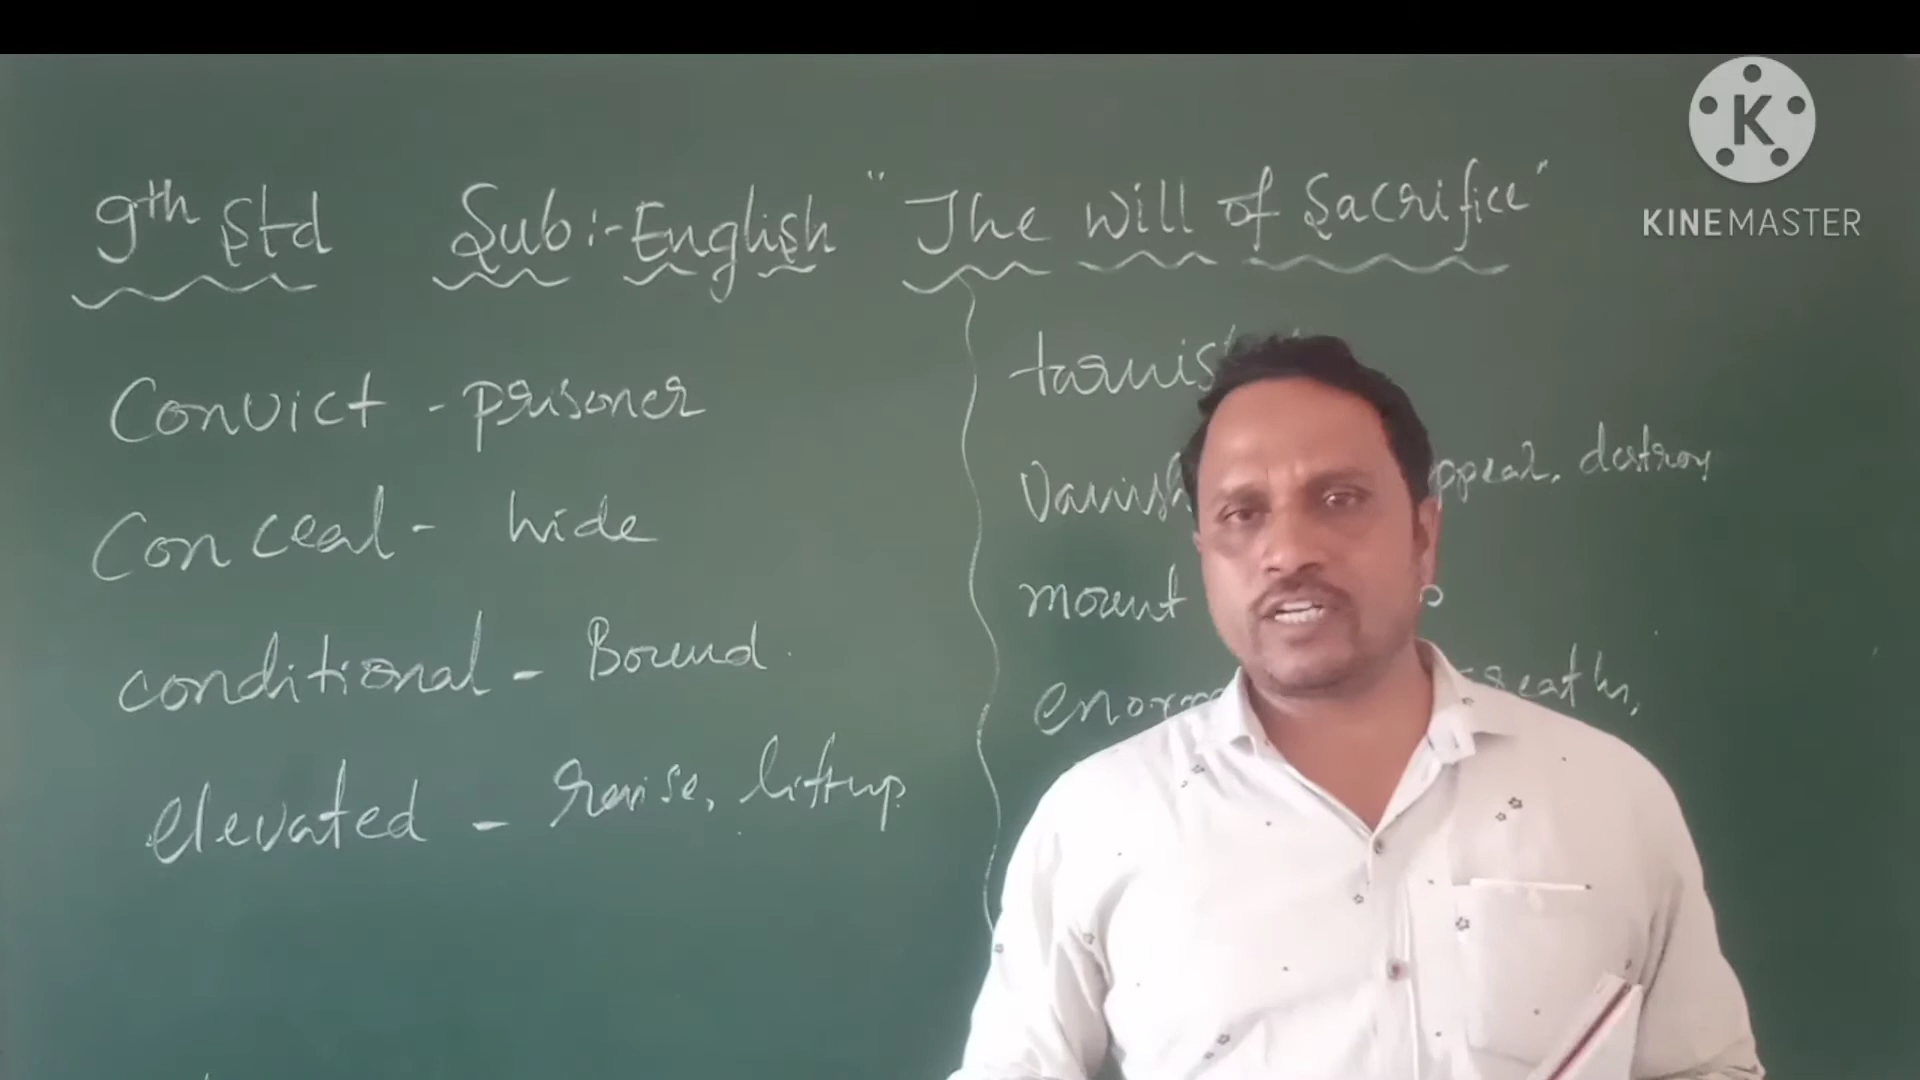 9th Std Sub:- English "The Will of Sacrifice"
Convict - prisoner
Conceal - hide
conditional - Bound.
elevated - raise, liftup.
destroy
mount
K
KINEMASTER